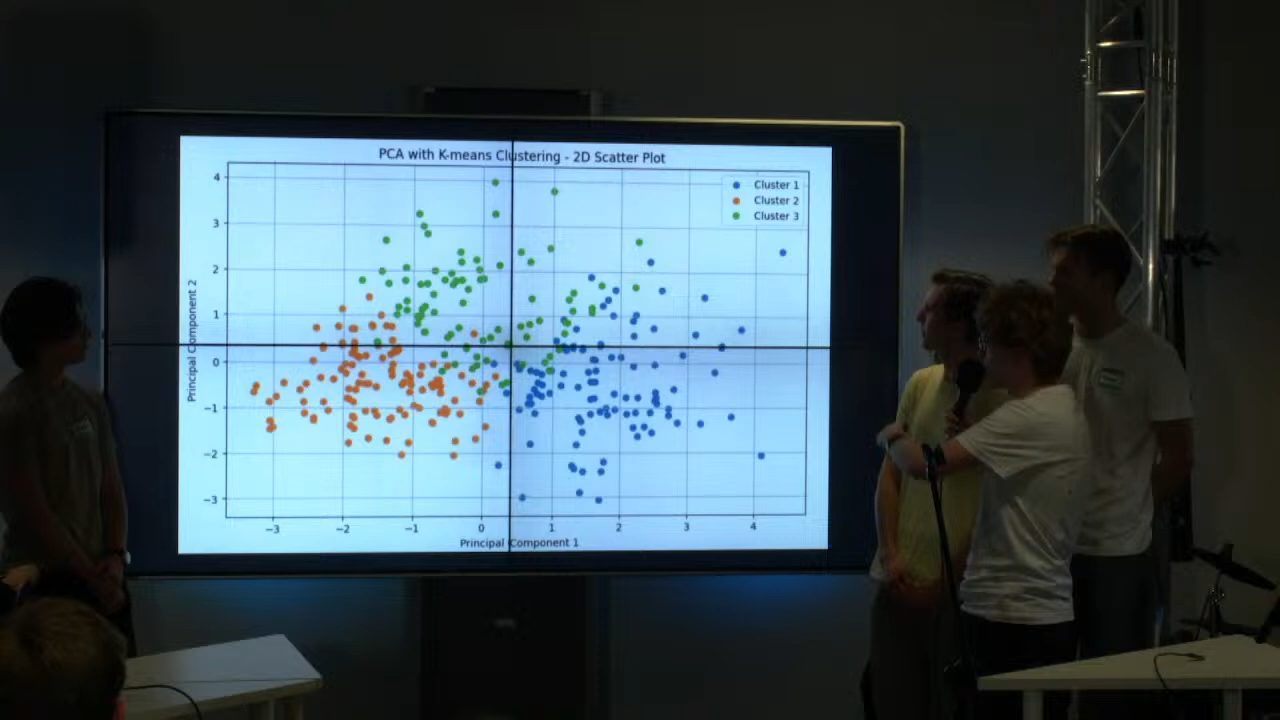 PCA with K-means Clustering - 2D Scatter Plot
Cluster 1
Cluster 2
Cluster 3
4
3
2
1
0
−1
−2
−3
Principal Component 2
−3
−2
−1
0
1
2
3
4
Principal Component 1